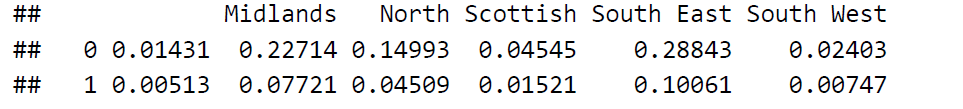 ##            Midlands   North Scottish South East South West
##    0 0.01431  0.22714 0.14993  0.04545    0.28843    0.02403
##    1 0.00513  0.07721 0.04509  0.01521    0.10061    0.00747